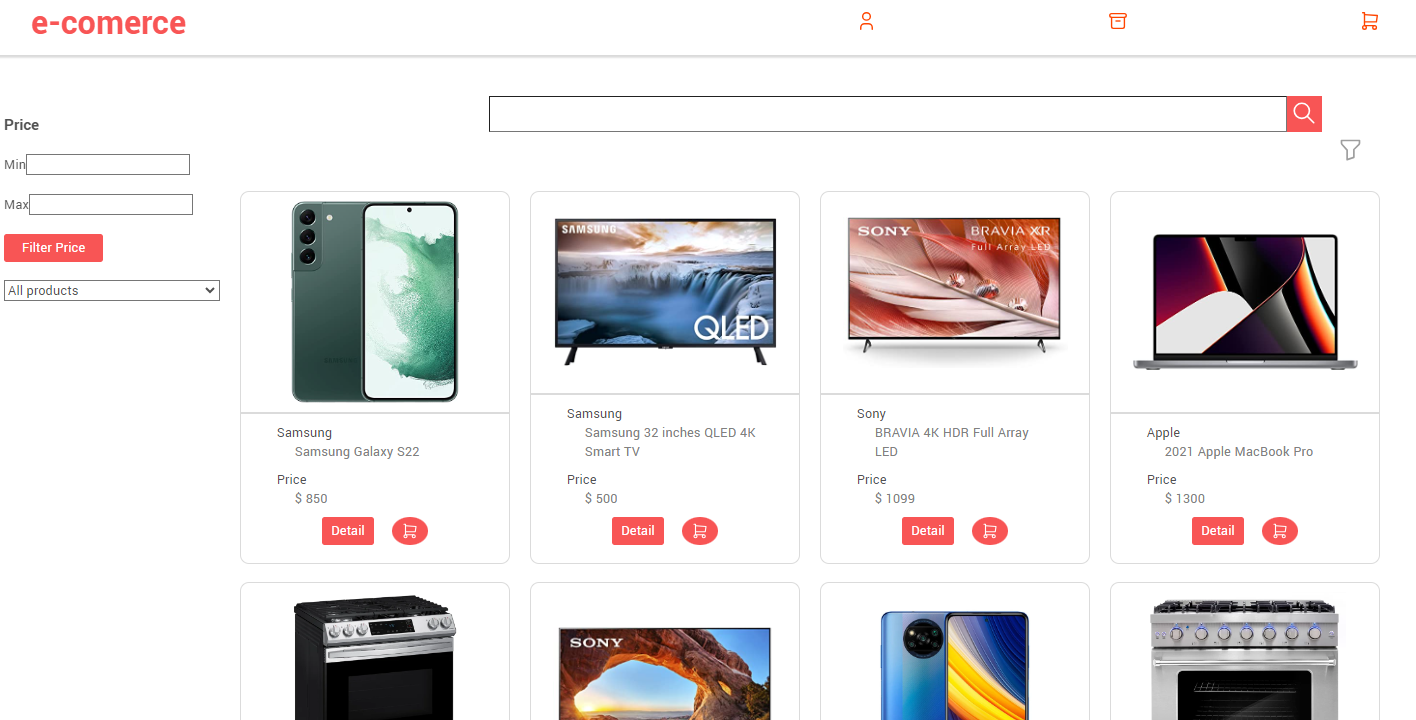 e-comerce
Price
Min
Max
Filter Price
All products
SAMSUNG
QLED
Samsung
Samsung Galaxy S22
Price
$ 850
Detail
Samsung
Samsung 32 inches QLED 4K
Smart TV
Price
$ 500
Detail
SONY
BRAVIA XR
Full Array LED
Sony
BRAVIA 4K HDR Full Array
LED
Price
$ 1099
Detail
Apple
2021 Apple MacBook Pro
Price
$ 1300
Detail
SONY